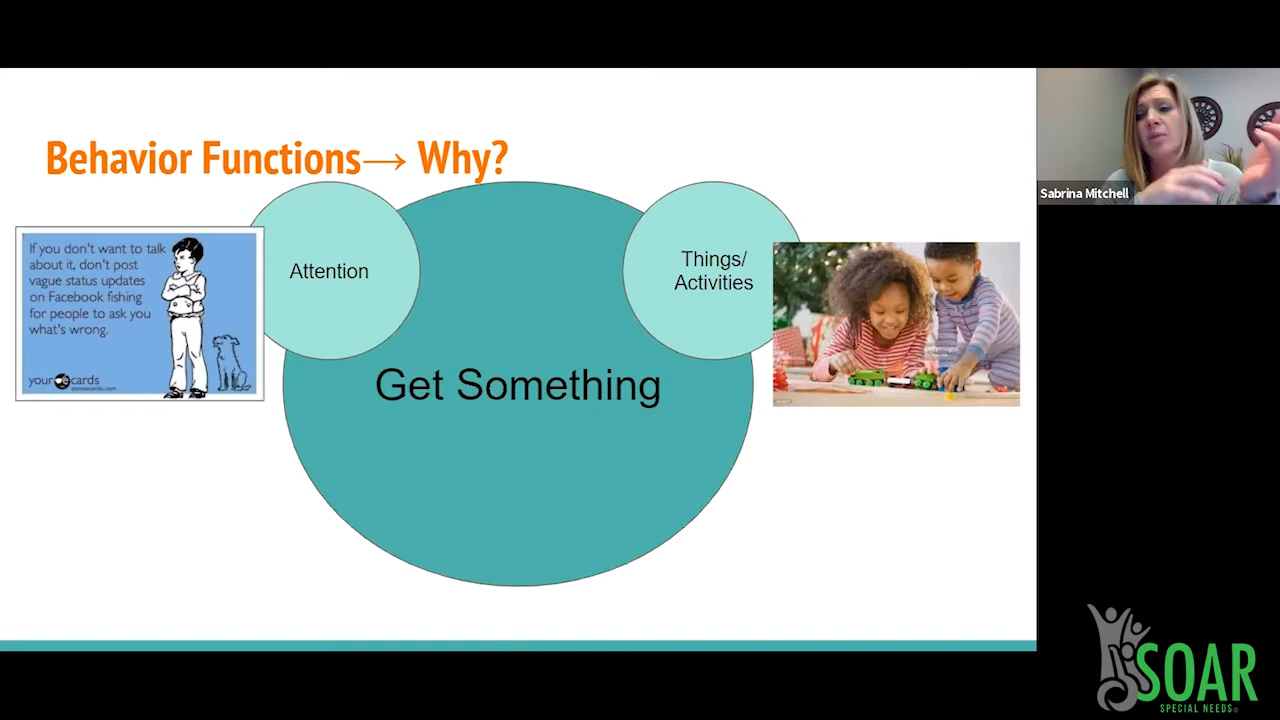 Behavior Functions→ Why?
If you don't want to talk
about it, don't post
vague status updates
on Facebook fishing
for people to ask you
what's wrong.
your e cards
someecards.com
Attention
Things/
Activities
Get Something
Sabrina Mitchell
SOAR
SPECIAL NEEDS